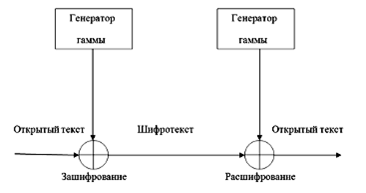 Генератор
гаммы
Генератор
гаммы
Открытый текст
Шифротекст
Открытый текст
Зашифрование
Расшифрование